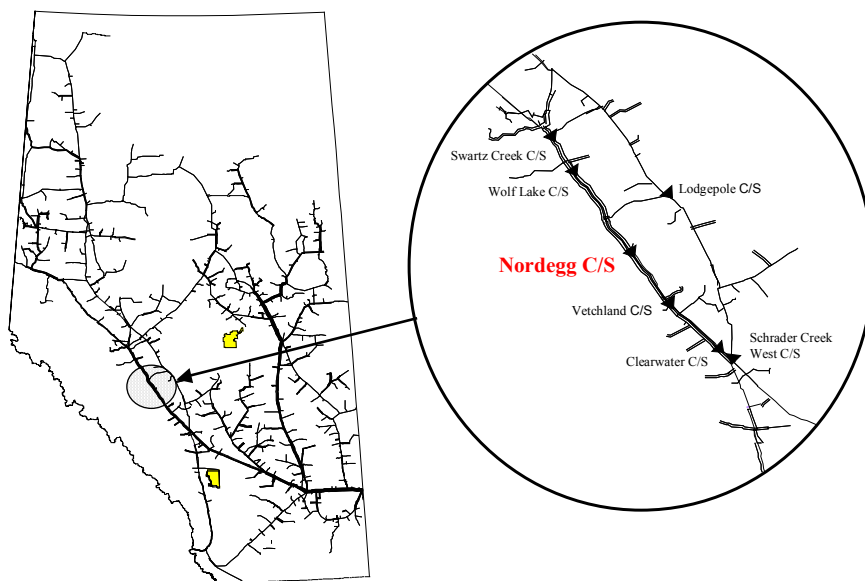 Swartz Creek C/S
Wolf Lake C/S
Lodgepole C/S
Nordegg C/S
Vetchland C/S
Schrader Creek
West C/S
Clearwater C/S